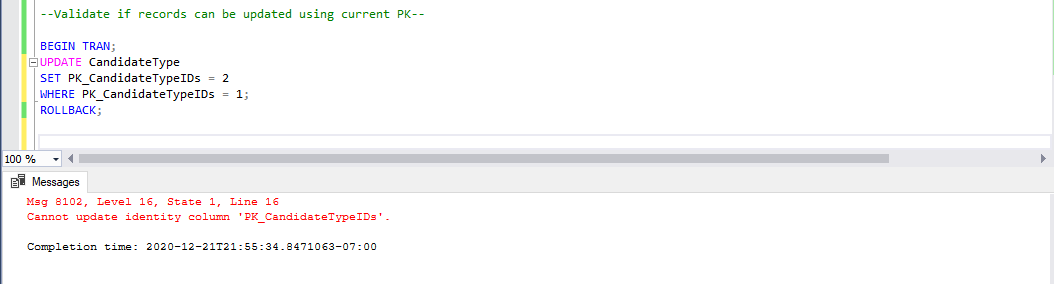 --Validate if records can be updated using current PK--
BEGIN TRAN;
UPDATE CandidateType
SET PK_CandidateTypeIDs = 2
WHERE PK_CandidateTypeIDs = 1;
ROLLBACK;
100 %
Messages
Msg 8102, Level 16, State 1, Line 16
Cannot update identity column 'PK_CandidateTypeIDs'.
Completion time: 2020-12-21T21:55:34.8471063-07:00